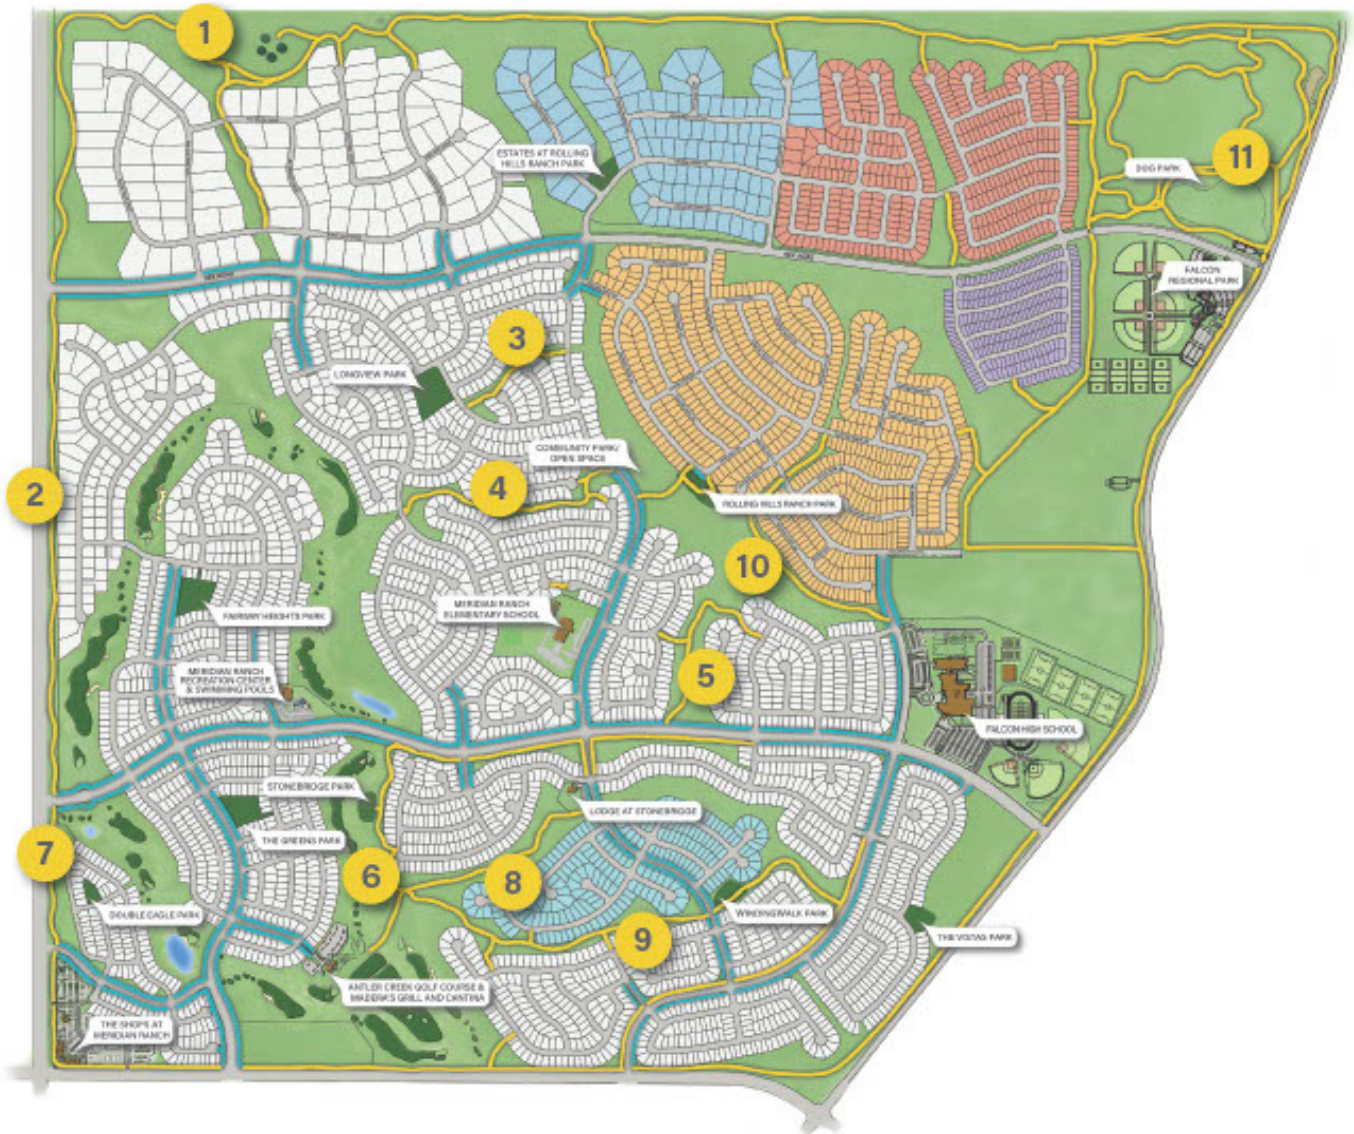 1
ESTATES AT ROLLING
HILLS RANCH PARK
11
DOG PARK
FALCON
REGIONAL PARK
3
LONGVIEW PARK
COMMUNITY PARK/
OPEN SPACE
2
4
ROLLING HILLS RANCH PARK
10
MERIDIAN RANCH
ELEMENTARY SCHOOL
FAIRWAY HEIGHTS PARK
MERIDIAN RANCH
RECREATION CENTER
& SWIMMING POOLS
5
FALCON HIGH SCHOOL
STONEBRIDGE PARK
LODGE AT STONEBRIDGE
THE GREENS PARK
7
6
8
DOUBLE EAGLE PARK
WINDINGWALK PARK
9
THE VISTAS PARK
ANTLER CREEK GOLF COURSE &
MADERA'S GRILL AND CANTINA
THE SHOPS AT
MERIDIAN RANCH